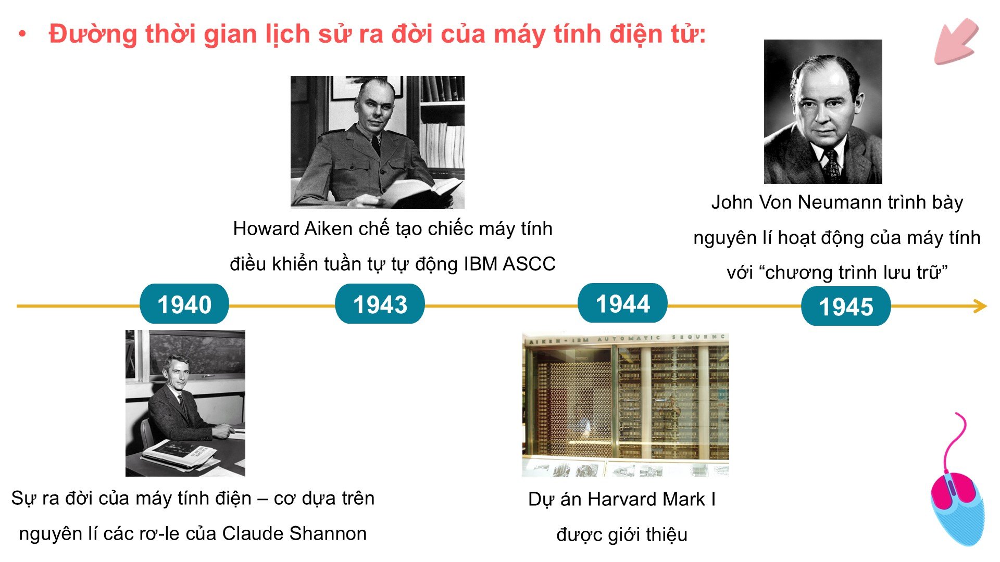 • Đường thời gian lịch sử ra đời của máy tính điện tử:
Howard Aiken chế tạo chiếc máy tính
điều khiển tuần tự tự động IBM ASCC
John Von Neumann trình bày
nguyên lí hoạt động của máy tính
với “chương trình lưu trữ”
1940
1943
1944
1945
AIKEN-IBM AUTOMATIC SEQUENC
Sự ra đời của máy tính điện – cơ dựa trên
nguyên lí các rơ-le của Claude Shannon
Dự án Harvard Mark I
được giới thiệu